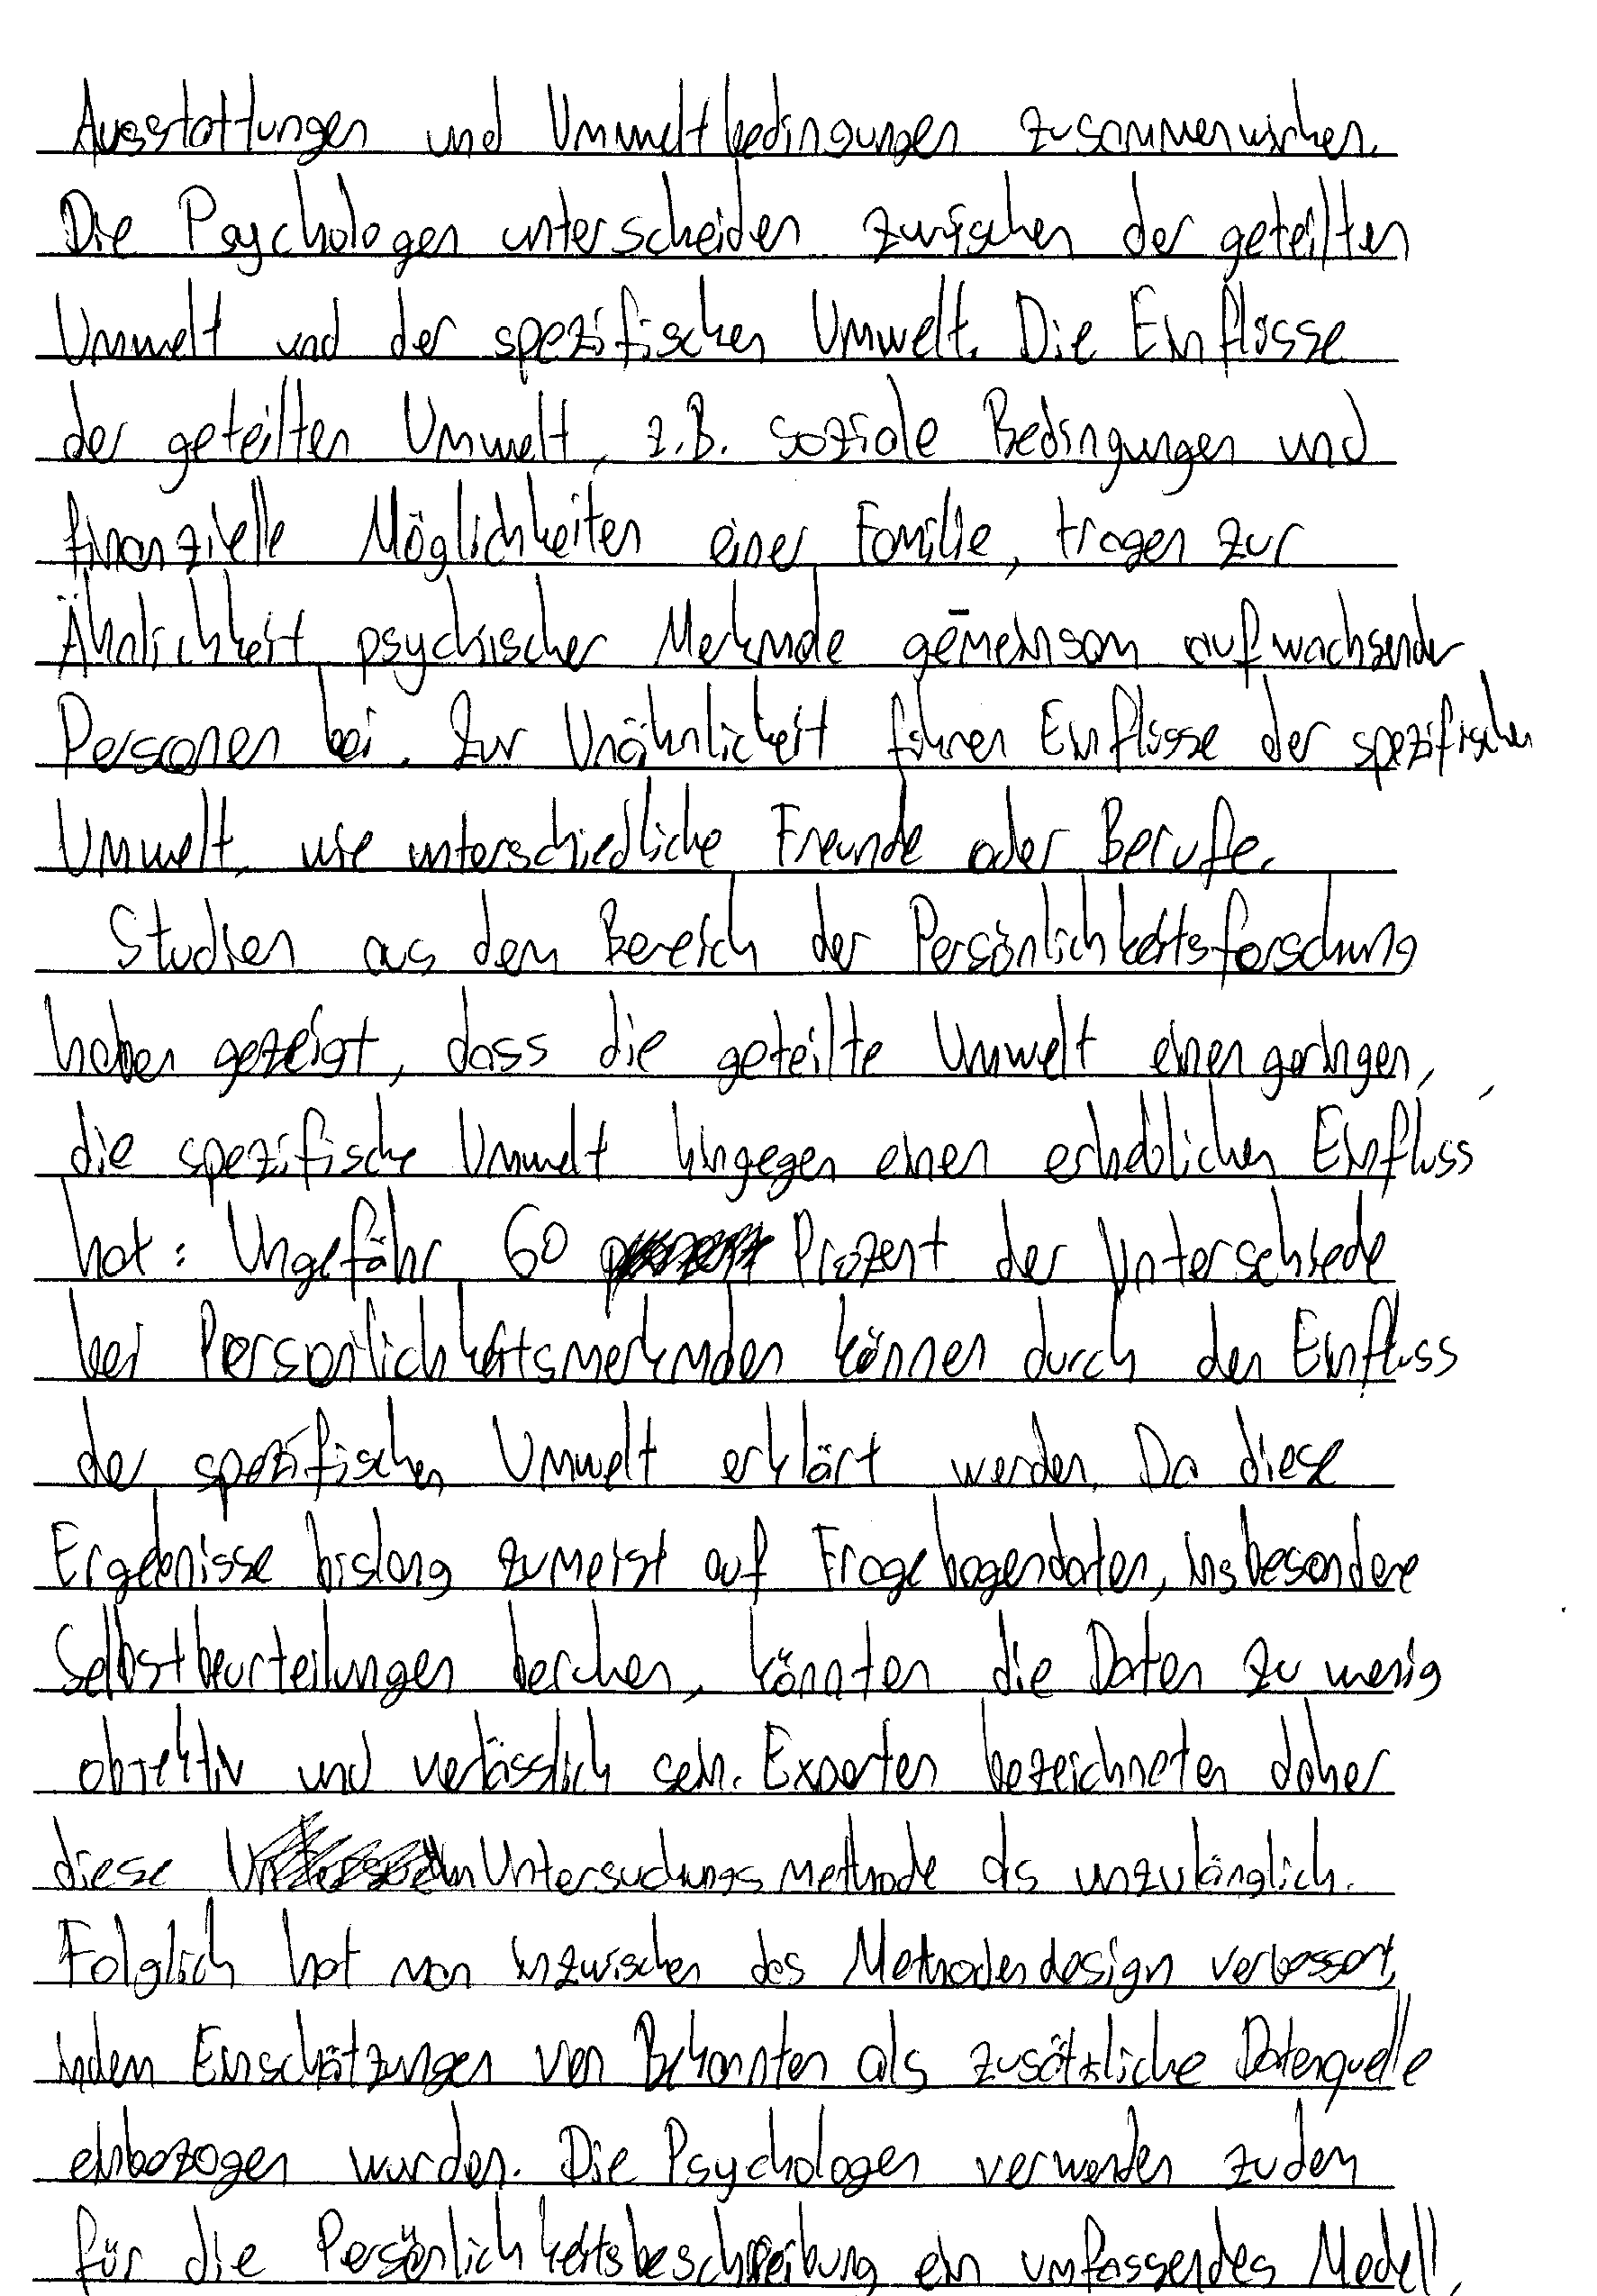 Ausstattungen und Umweltbedingungen zusammenwirken.
Die Psychologen unterscheiden zwischen der geteilten
Umwelt und der spezifischen Umwelt. Die Einflüsse
der geteilten Umwelt, z.B. soziale Bedingungen und
finanzielle Möglichkeiten einer Familie, tragen zur
Ähnlichkeit psychischer Merkmale gemeinsam aufwachsender
Personen bei. Zur Unähnlichkeit führen Einflüsse der spezifischen
Umwelt, wie unterschiedliche Freunde oder Berufe.
Studien aus dem Bereich der Persönlichkeitsforschung
haben gezeigt, dass die geteilte Umwelt einen geringen,
die spezifische Umwelt hingegen einen erheblichen Einfluss
hat: Ungefähr 60 Prozent der Unterschiede
bei Persönlichkeitsmerkmalen können durch den Einfluss
der spezifischen Umwelt erklärt werden. Da diese
Ergebnisse bislang zumeist auf Fragebogendaten, insbesondere
Selbstbeurteilungen beruhen, könnten die Daten zu wenig
objektiv und verlässlich sein. Experten bezeichneten daher
diese Untersuchungsmethode als unzulänglich.
Folglich hat man inzwischen das Methodendesign verbessert,
indem Einschätzungen von Bekannten als zusätzliche Datenquelle
einbezogen wurden. Die Psychologen verwenden zudem
für die Persönlichkeitsbeschreibung ein umfassendes Modell,